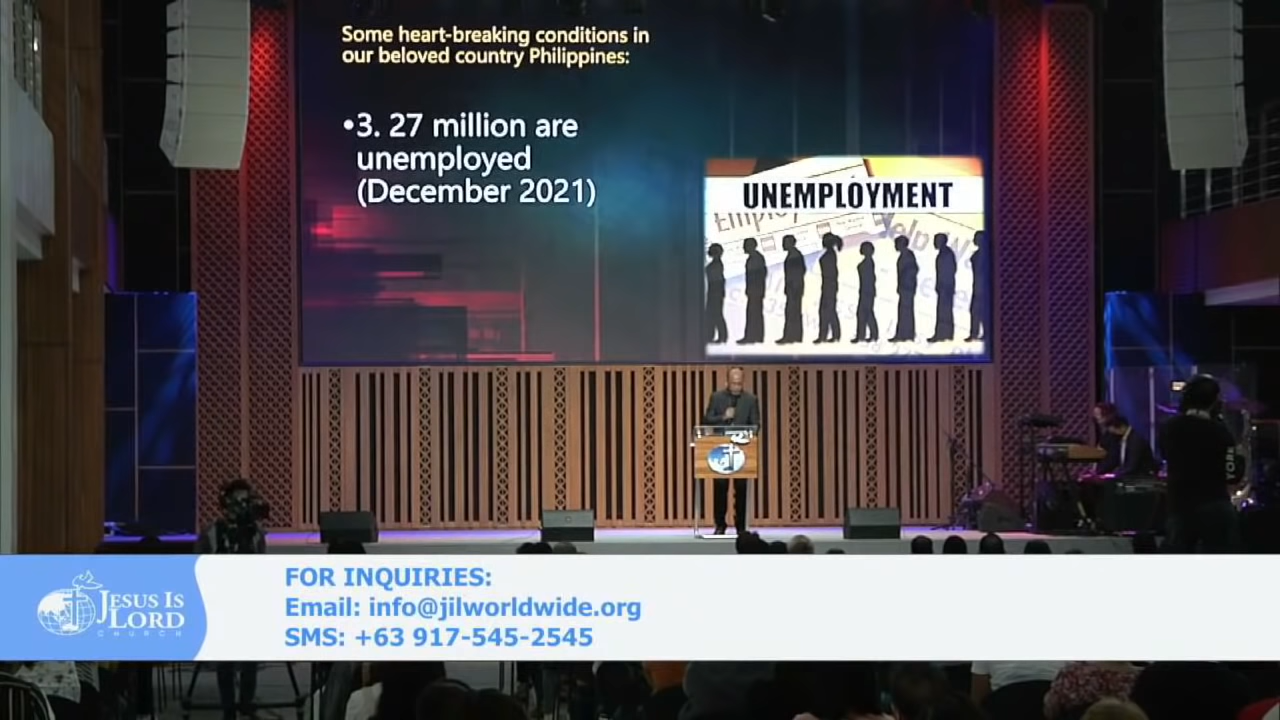 Some heart-breaking conditions in
our beloved country Philippines:
•3. 27 million are
unemployed
(December 2021)
UNEMPLOYMENT
FOR INQUIRIES:
Email: info@jilworldwide.org
SMS: +63 917-545-2545
JESUS IS
LORD
CHURCH